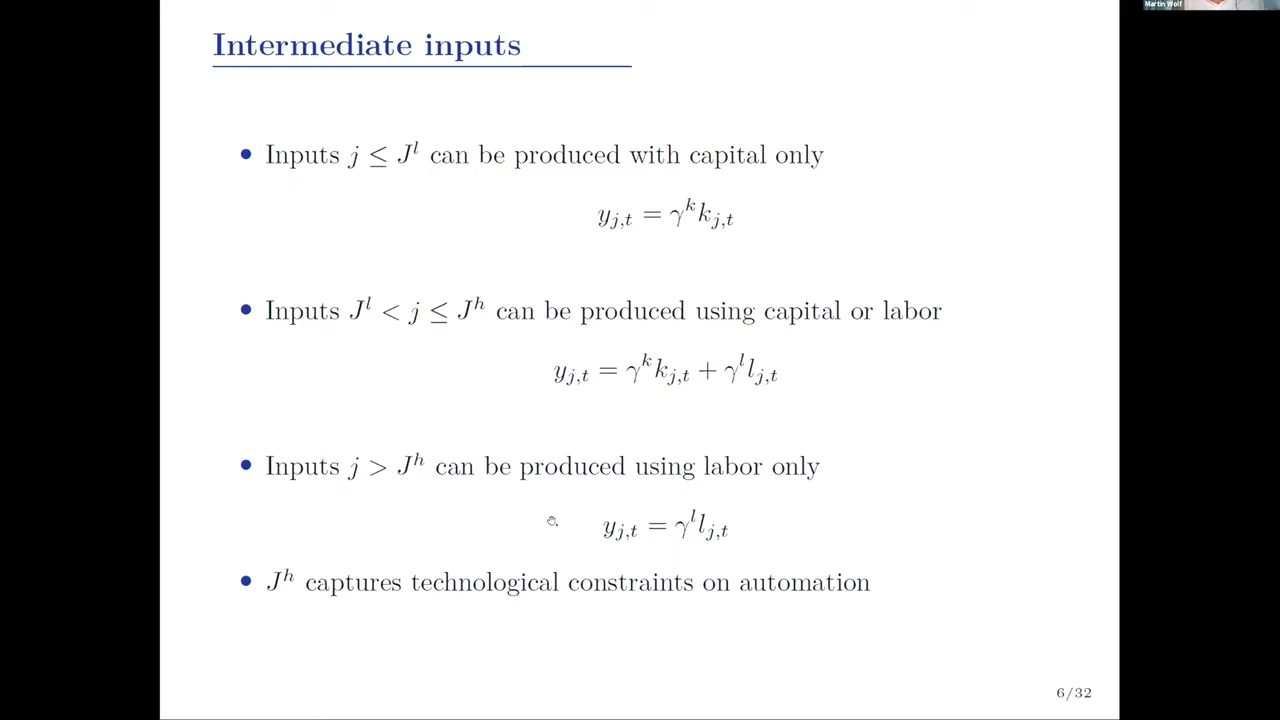 Martin Wolf
Intermediate inputs
• Inputs j ≤ J^l can be produced with capital only
y_{j,t} = γ^k k_{j,t}
• Inputs J^l < j ≤ J^h can be produced using capital or labor
y_{j,t} = γ^k k_{j,t} + γ^l l_{j,t}
• Inputs j > J^h can be produced using labor only
y_{j,t} = γ^l l_{j,t}
• J^h captures technological constraints on automation
6/32